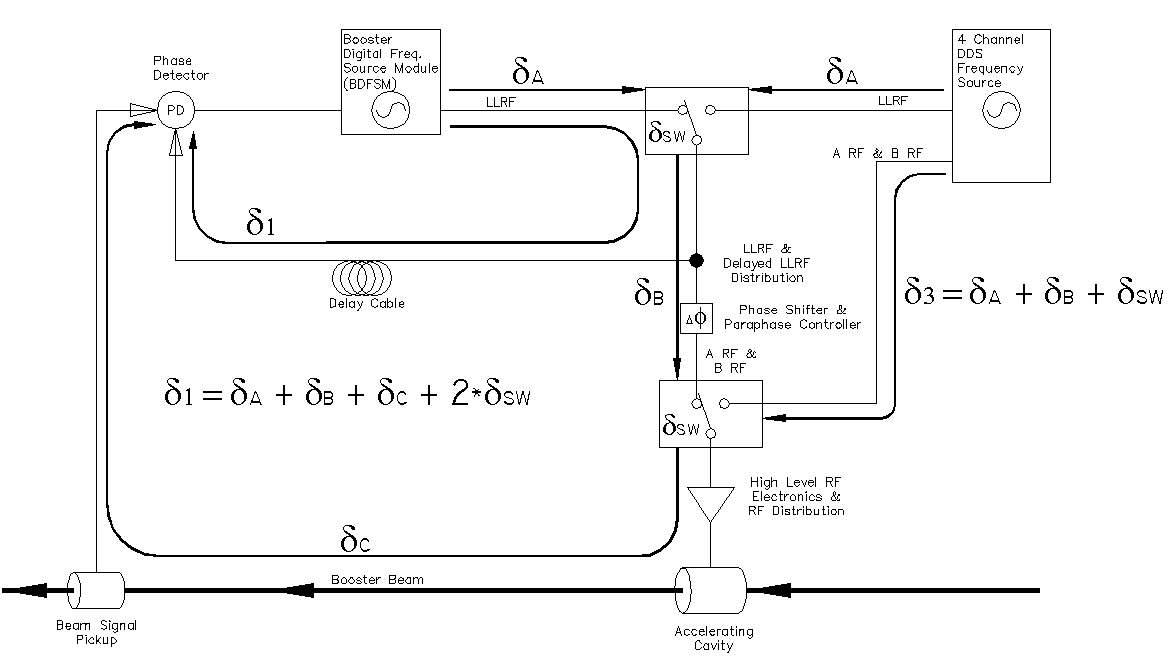 Booster
Digital Freq.
Source Module
(BDFSM)
4 Channel
DDS
Frequency
Source
Phase
Detector
PD
δA
δA
LLRF
LLRF
δSW
A RF & B RF
δ1
LLRF &
Delayed LLRF
Distribution
Delay Cable
δB
δ3 = δA + δB + δSW
Δϕ
Phase Shifter &
Paraphase Controller
A RF &
B RF
δ1 = δA + δB + δC + 2*δSW
δSW
High Level RF
Electronics &
RF Distribution
δC
Booster Beam
Beam Signal
Pickup
Accelerating
Cavity